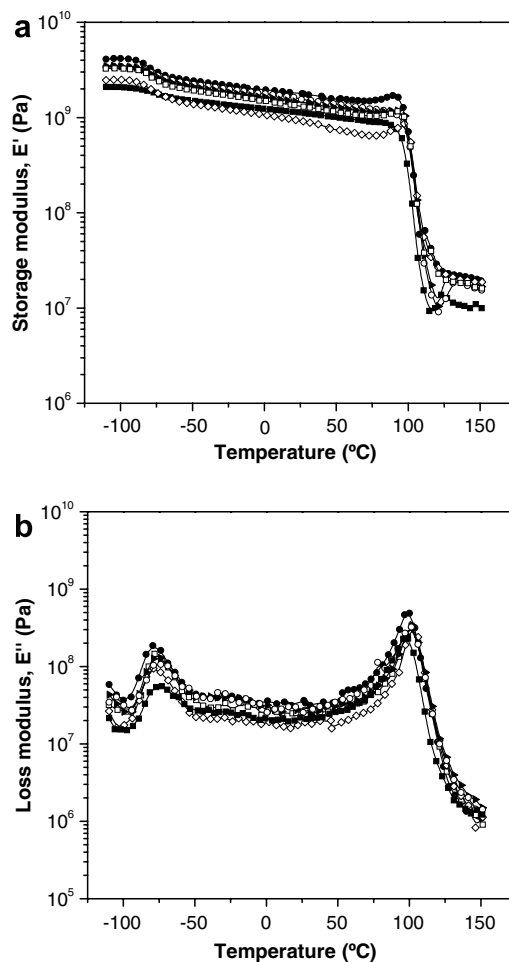 a
10^10
10^9
10^8
10^7
10^6
Storage modulus, E' (Pa)
-100 -50 0 50 100 150
Temperature (ºC)
b
10^10
10^9
10^8
10^7
10^6
10^5
Loss modulus, E'' (Pa)
-100 -50 0 50 100 150
Temperature (ºC)